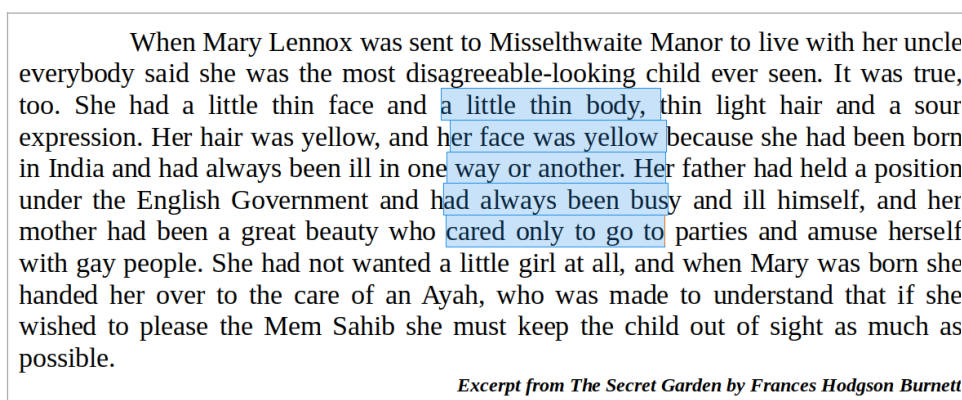 When Mary Lennox was sent to Misselthwaite Manor to live with her uncle
everybody said she was the most disagreeable-looking child ever seen. It was true,
too. She had a little thin face and a little thin body, thin light hair and a sour
expression. Her hair was yellow, and her face was yellow because she had been born
in India and had always been ill in one way or another. Her father had held a position
under the English Government and had always been busy and ill himself, and her
mother had been a great beauty who cared only to go to parties and amuse herself
with gay people. She had not wanted a little girl at all, and when Mary was born she
handed her over to the care of an Ayah, who was made to understand that if she
wished to please the Mem Sahib she must keep the child out of sight as much as
possible.
Excerpt from The Secret Garden by Frances Hodgson Burnett